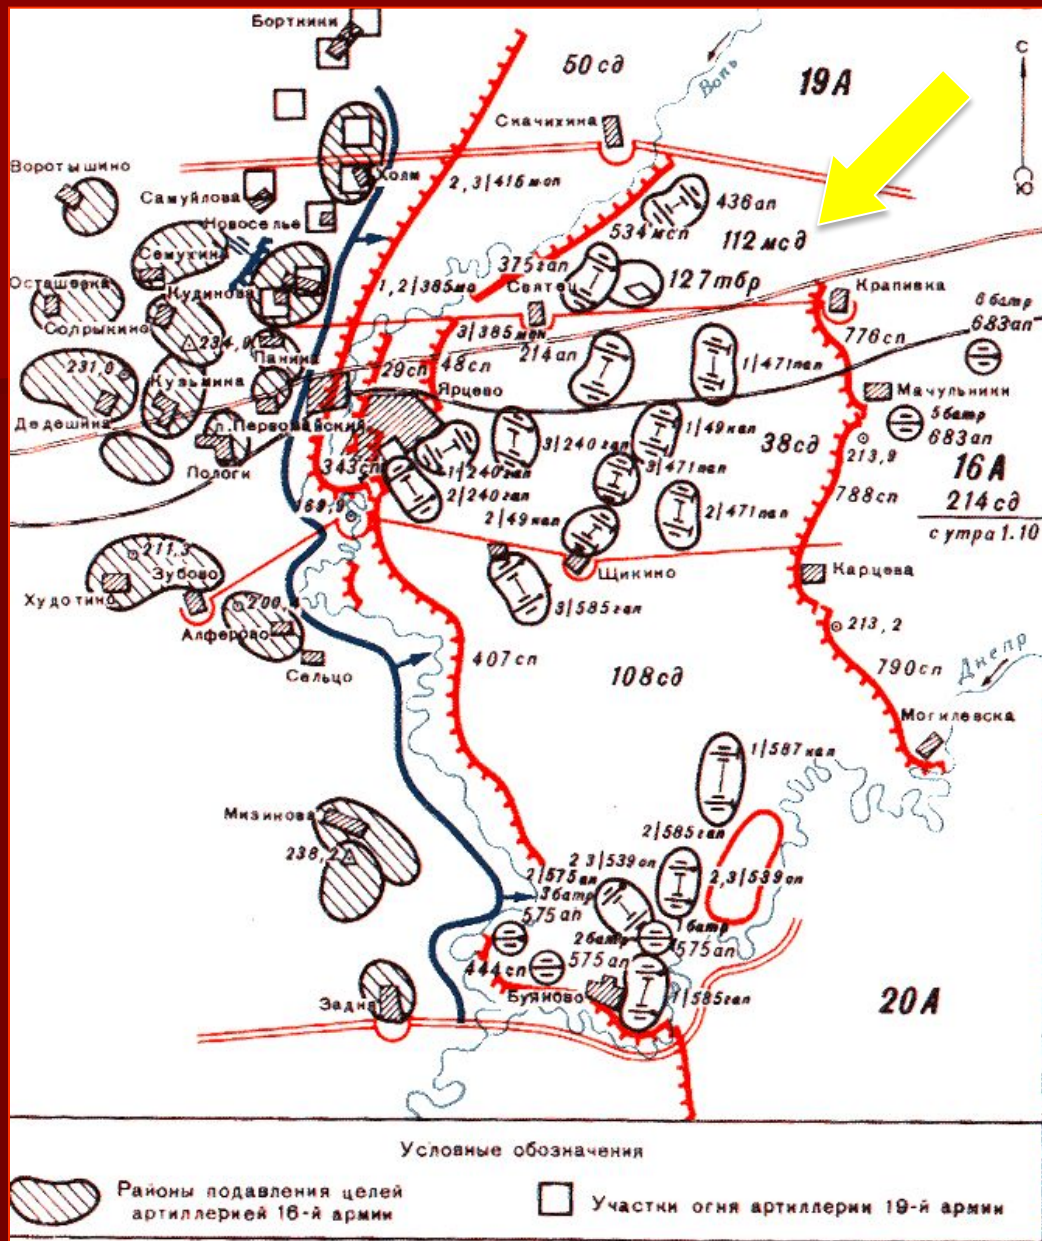 Бортники
50 сд
Вопь
19А
С
Скачихина
Воротышино
Холм
Самуйлова
Новоселье
2,3|415 мсп
436 ап
534 мсп
112 мсд
Ю
Семухина
375 гап
Осташевка
Кудинова
Святец
127 тбр
Крапивка
1,2|385 мо
6 батр
683 ап
Солрыкино
234,0
Панина
3|385 мсп
776 сп
214 ап
231,0
Кузьмина
29 сп
48 сп
1|471 пап
Ярцево
Мачульники
Дедешина
п. Первомайский
1|49 кап
5 батр
683 ап
3|240 гап
38 сд
213,9
16А
Пологи
343 сп
1|240 гап
3|471 пап
214 сд
2|240 гап
788 сп
169,9
2|49 кап
2|471 пап
с утра 1.10
211,3
Зубово
Щикино
Карцева
Худотино
200,4
3|585 гап
Алферово
213,2
407 сп
Сельцо
108 сд
790 сп
Днепр
Могилевска
1|587 кап
Мизинова
2|585 гап
238,2
2 3|539 ап
2|575 ап
2,3|539 ап
3 батр
575 ап
1 батр
575 ап
2 батр
575 ап
444 сп
Буяново
1|585 гап
Задня
20А
Условные обозначения
Районы подавления целей
артиллерией 16-й армии
Участки огня артиллерии 19-й армии